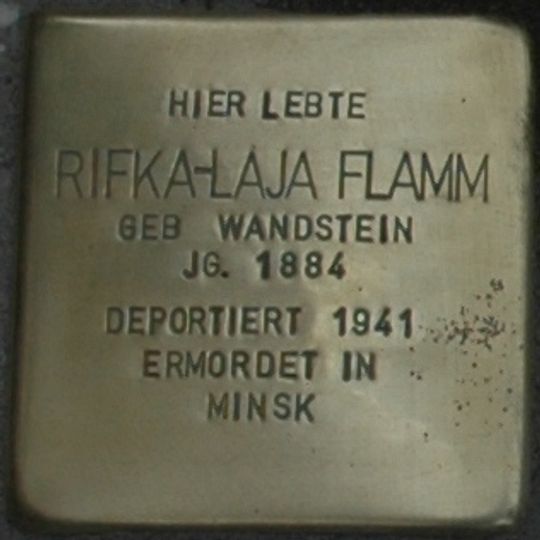 HIER LEBTE
RIFKA-LAJA FLAMM
GEB WANDSTEIN
JG. 1884
DEPORTIERT 1941
ERMORDET IN
MINSK